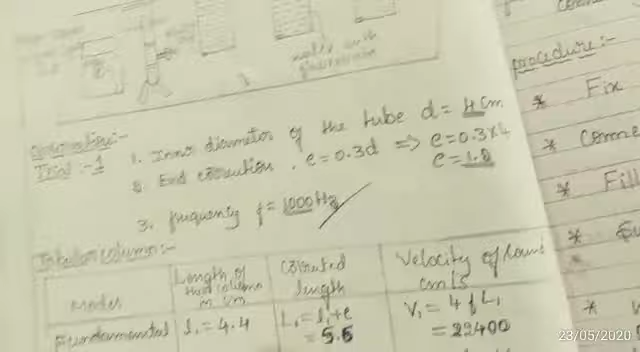 nodes and
observation:-
Trial :- 1
1. Inner diameter of the tube d = 4 cm
2. End correction, e = 0.3d ⇒ e = 0.3 x 4
e = 1.2
3. frequency f = 1000 Hz
Tabular column:-
Modes
Length of
column
in cm
Corrected
length
Velocity of sound
cm/s
Fundamental
l₁ = 4.4
L₁ = l₁ + e
= 5.6
V₁ = 4 f L₁
= 22400
procedure:-
* Fix
* Conne
* Fill
*
*
23/05/2020